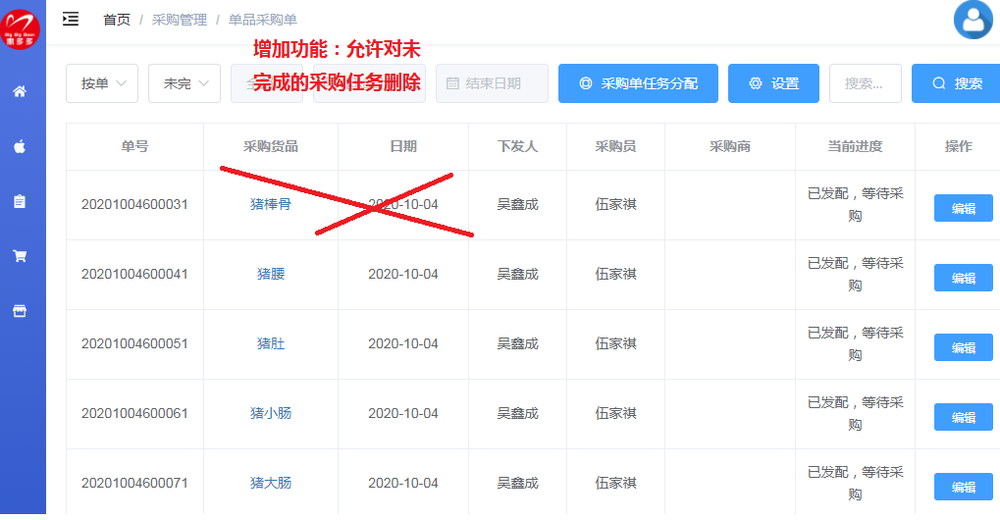 首页 / 采购管理 / 单品采购单
增加功能：允许对未
完成的采购任务删除
按单 未完 结束日期 采购单任务分配 设置 搜索... 搜索
单号 采购货品 日期 下发人 采购员 采购商 当前进度 操作
20201004600031 猪棒骨 2020-10-04 吴鑫成 伍家祺 已发配，等待采
购 编辑
20201004600041 猪腰 2020-10-04 吴鑫成 伍家祺 已发配，等待采
购 编辑
20201004600051 猪肚 2020-10-04 吴鑫成 伍家祺 已发配，等待采
购 编辑
20201004600061 猪小肠 2020-10-04 吴鑫成 伍家祺 已发配，等待采
购 编辑
20201004600071 猪大肠 2020-10-04 吴鑫成 伍家祺 已发配，等待采
购 编辑